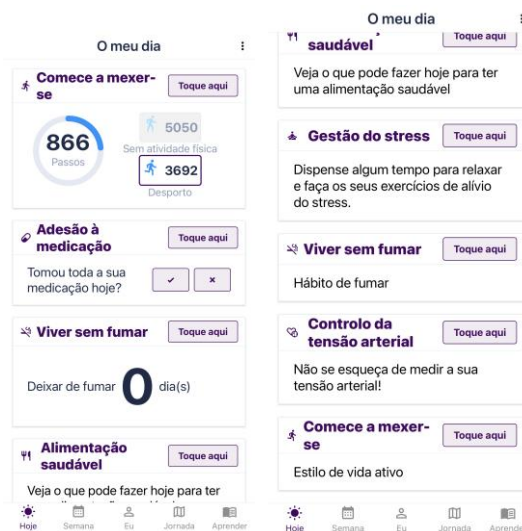 O meu dia
Comece a mexer-
se
Toque aqui
866
Passos
5050
Sem atividade física
3692
Desporto
Adesão à
medicação
Toque aqui
Tomou toda a sua
medicação hoje?
Viver sem fumar
Toque aqui
Deixar de fumar 0 dia(s)
Alimentação
saudável
Toque aqui
Veja o que pode fazer hoje para ter
Hoje
Semana
Eu
Jornada
Aprender
O meu dia
saudável
Toque aqui
Veja o que pode fazer hoje para ter
uma alimentação saudável
Gestão do stress
Toque aqui
Dispense algum tempo para relaxar
e faça os seus exercícios de alívio
do stress.
Viver sem fumar
Toque aqui
Hábito de fumar
Controlo da
tensão arterial
Toque aqui
Não se esqueça de medir a sua
tensão arterial!
Comece a mexer-
se
Toque aqui
Estilo de vida ativo
Hoje
Semana
Eu
Jornada
Aprender